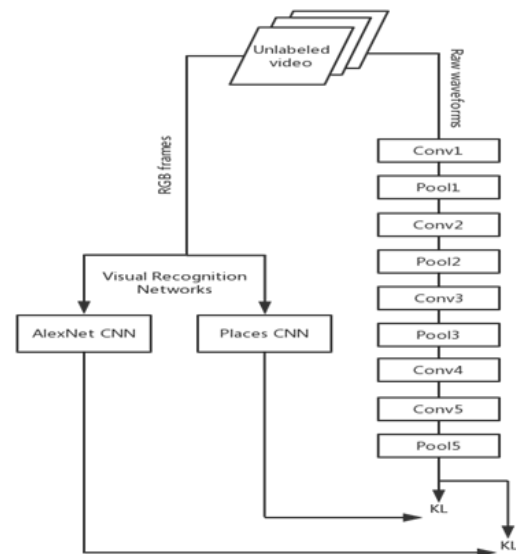 Unlabeled
video
RGB frames
Raw waveforms
Visual Recognition
Networks
AlexNet CNN
Places CNN
Conv1
Pool1
Conv2
Pool2
Conv3
Pool3
Conv4
Conv5
Pool5
KL
KL